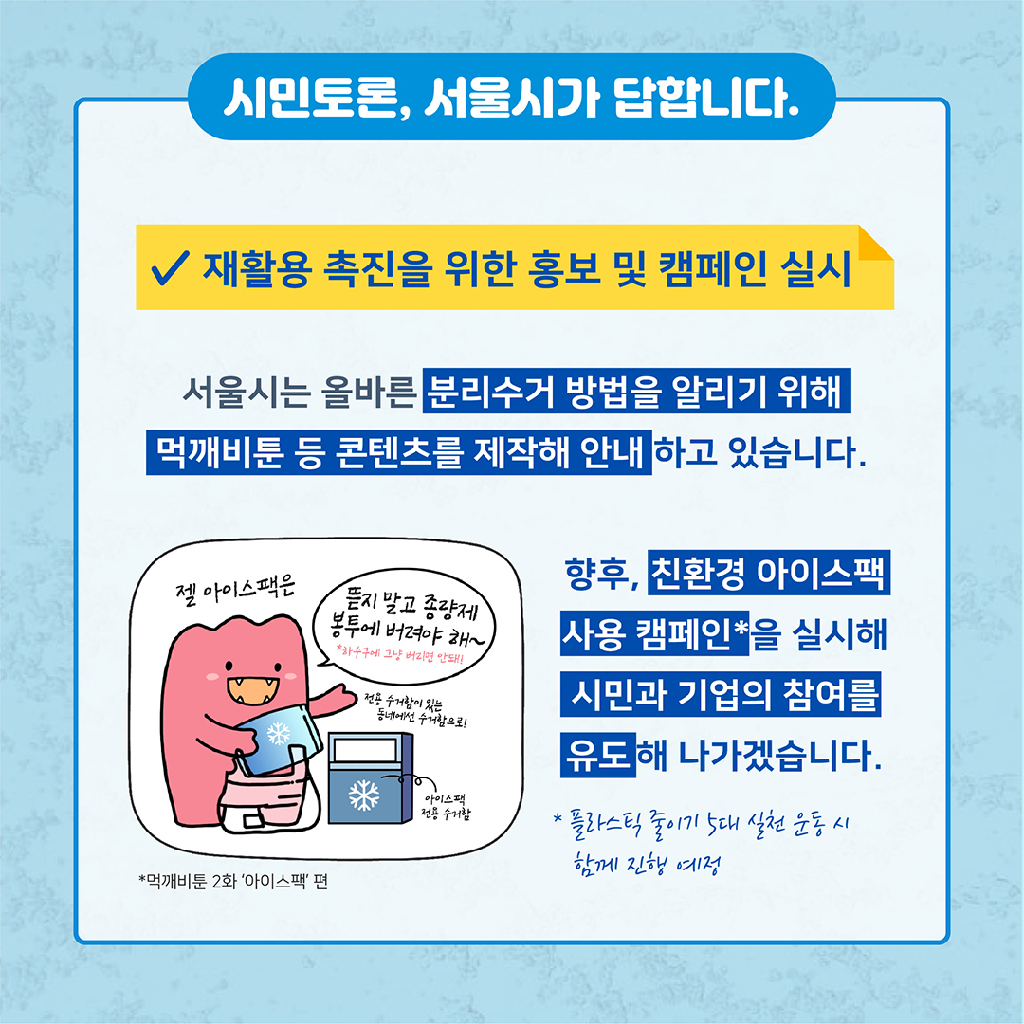 시민토론, 서울시가 답합니다.
✓ 재활용 촉진을 위한 홍보 및 캠페인 실시
서울시는 올바른 분리수거 방법을 알리기 위해
먹깨비툰 등 콘텐츠를 제작해 안내하고 있습니다.
젤 아이스팩은
뜯지 말고 종량제
봉투에 버려야 해~
*하수구에 그냥 버리면 안돼!!
전용 수거함이 있는
동네에선 수거함으로!
아이스팩
전용 수거함
*먹깨비툰 2화 ‘아이스팩’ 편
향후, 친환경 아이스팩
사용 캠페인*을 실시해
시민과 기업의 참여를
유도해 나가겠습니다.
* 플라스틱 줄이기 5대 실천 운동 시
함께 진행 예정